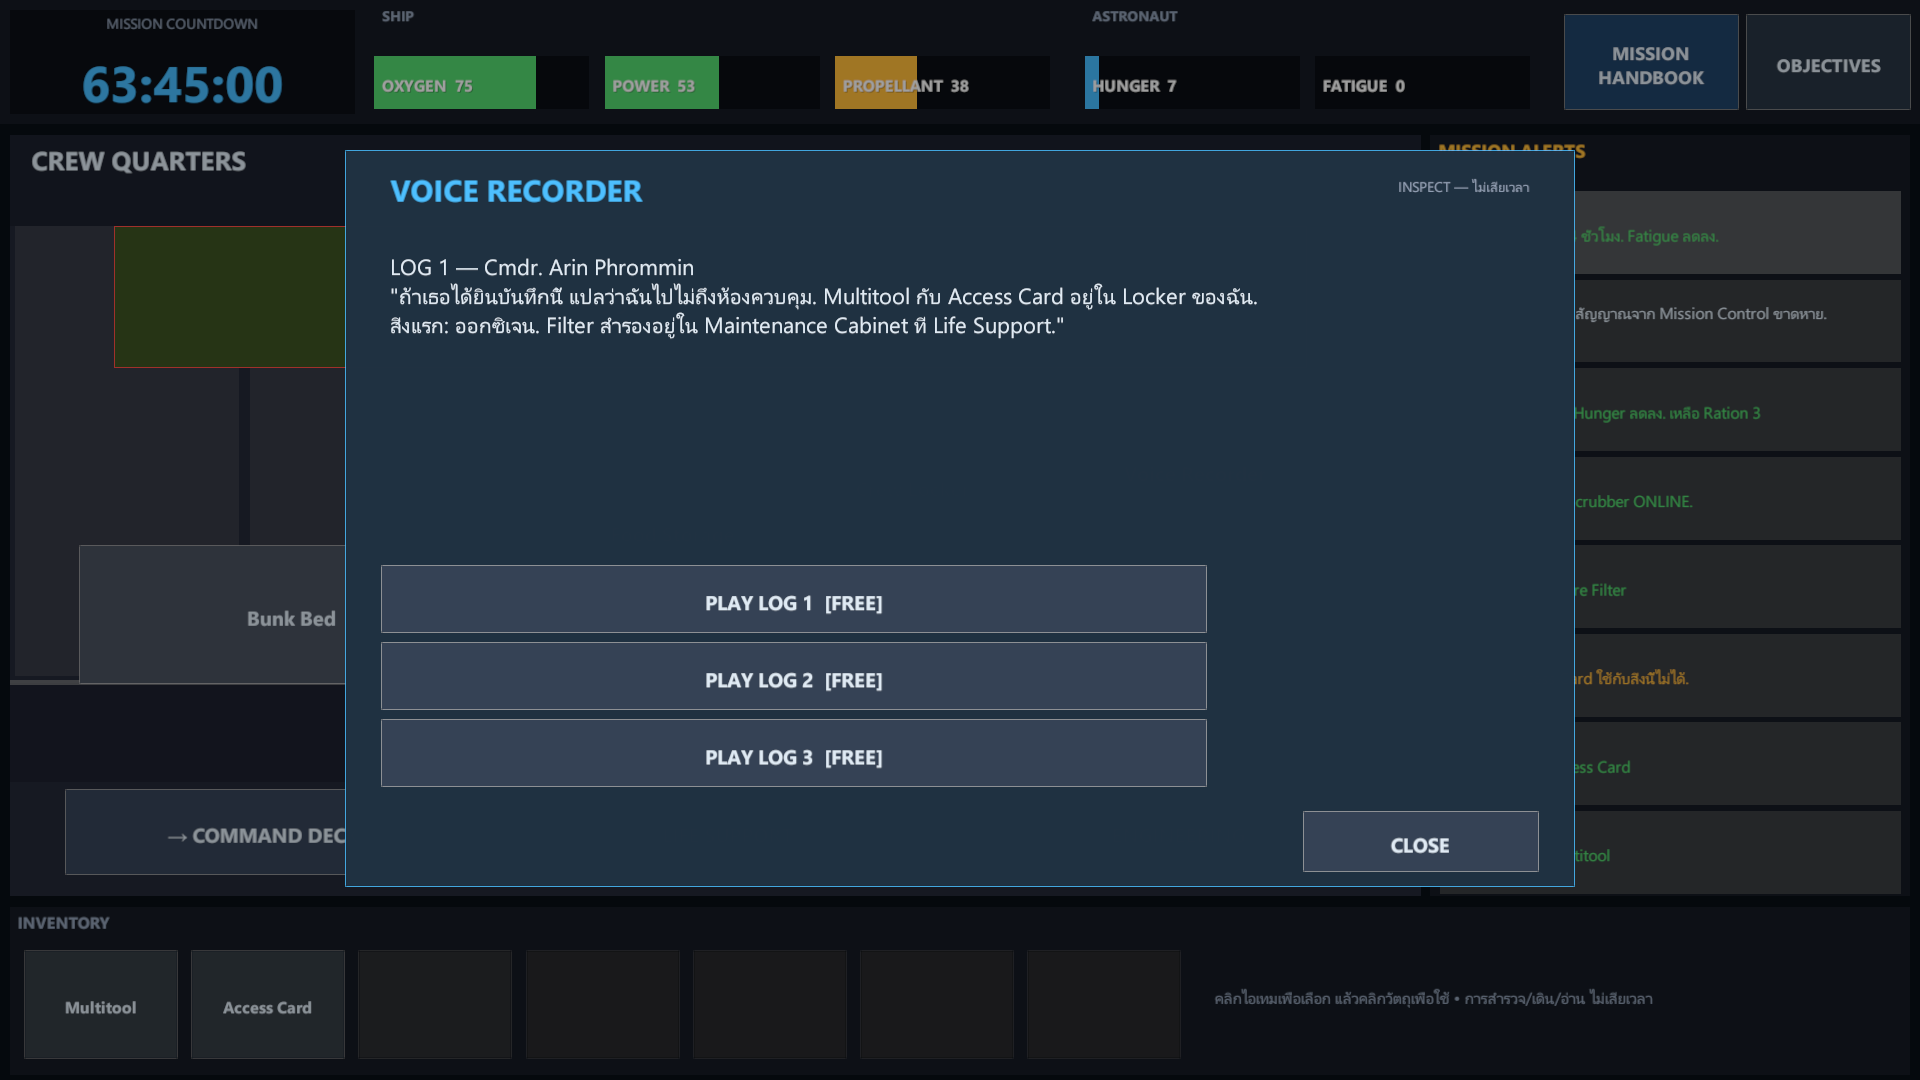 MISSION COUNTDOWN
63:45:00
SHIP
OXYGEN 75
POWER 53
PROPELLANT 38
ASTRONAUT
HUNGER 7
FATIGUE 0
MISSION
HANDBOOK
OBJECTIVES
CREW QUARTERS
MISSION ALERTS
VOICE RECORDER
INSPECT — ไม่เสียเวลา
LOG 1 — Cmdr. Arin Phrommin
"ถ้าเธอได้ยินบันทึกนี้ แปลว่าฉันไปไม่ถึงห้องควบคุม. Multitool กับ Access Card อยู่ใน Locker ของฉัน.
สิ่งแรก: ออกซิเจน. Filter สำรองอยู่ใน Maintenance Cabinet ที่ Life Support."
PLAY LOG 1 [FREE]
PLAY LOG 2 [FREE]
PLAY LOG 3 [FREE]
CLOSE
Bunk Bed
→ COMMAND DEC
ชั่วโมง. Fatigue ลดลง.
สัญญาณจาก Mission Control ขาดหาย.
Hunger ลดลง. เหลือ Ration 3
crubber ONLINE.
re Filter
rd ใช้กับสิ่งนี้ไม่ได้.
ess Card
titool
INVENTORY
Multitool
Access Card
คลิกไอเทมเพื่อเลือก แล้วคลิกวัตถุเพื่อใช้ • การสำรวจ/เดิน/อ่าน ไม่เสียเวลา